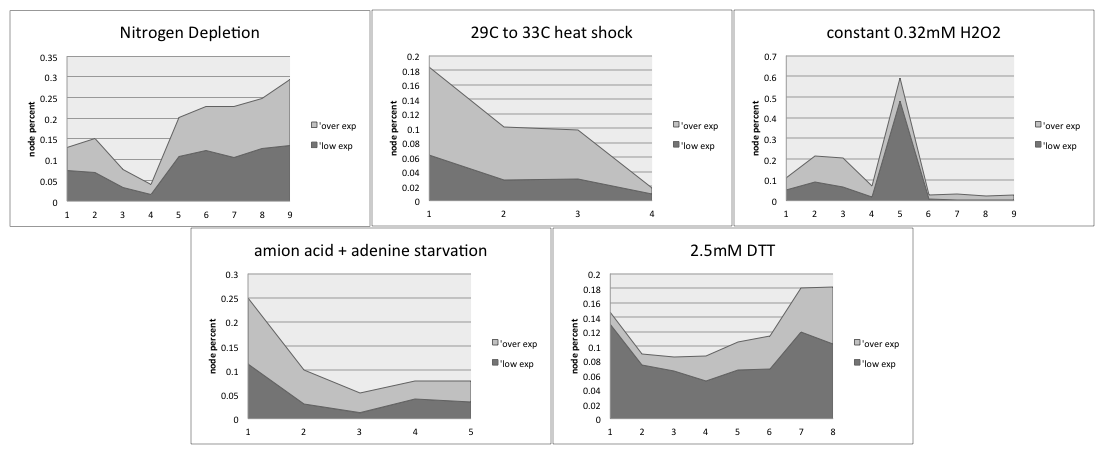 Nitrogen Depletion
0.35
0.3
0.25
0.2
0.15
0.1
0.05
0
node percent
1 2 3 4 5 6 7 8 9
'over exp
'low exp
29C to 33C heat shock
0.2
0.18
0.16
0.14
0.12
0.1
0.08
0.06
0.04
0.02
0
node percent
1 2 3 4
'over exp
'low exp
constant 0.32mM H2O2
0.7
0.6
0.5
0.4
0.3
0.2
0.1
0
node percent
1 2 3 4 5 6 7 8 9
'over exp
'low exp
amion acid + adenine starvation
0.3
0.25
0.2
0.15
0.1
0.05
0
node percent
1 2 3 4 5
'over exp
'low exp
2.5mM DTT
0.2
0.18
0.16
0.14
0.12
0.1
0.08
0.06
0.04
0.02
0
node percent
1 2 3 4 5 6 7 8
'over exp
'low exp